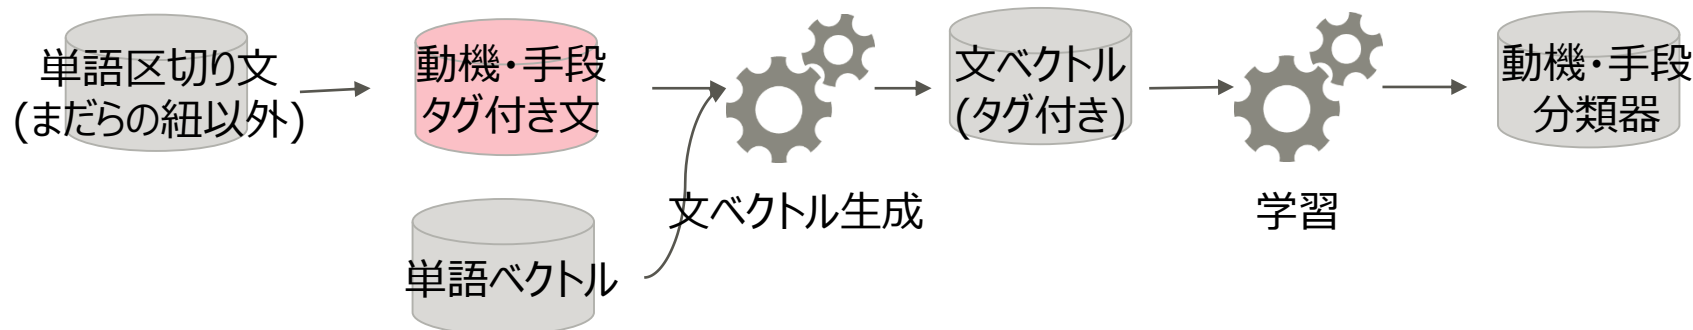 単語区切り文
(まだらの紐以外)
動機・手段
タグ付き文
単語ベクトル
文ベクトル生成
文ベクトル
(タグ付き)
学習
動機・手段
分類器